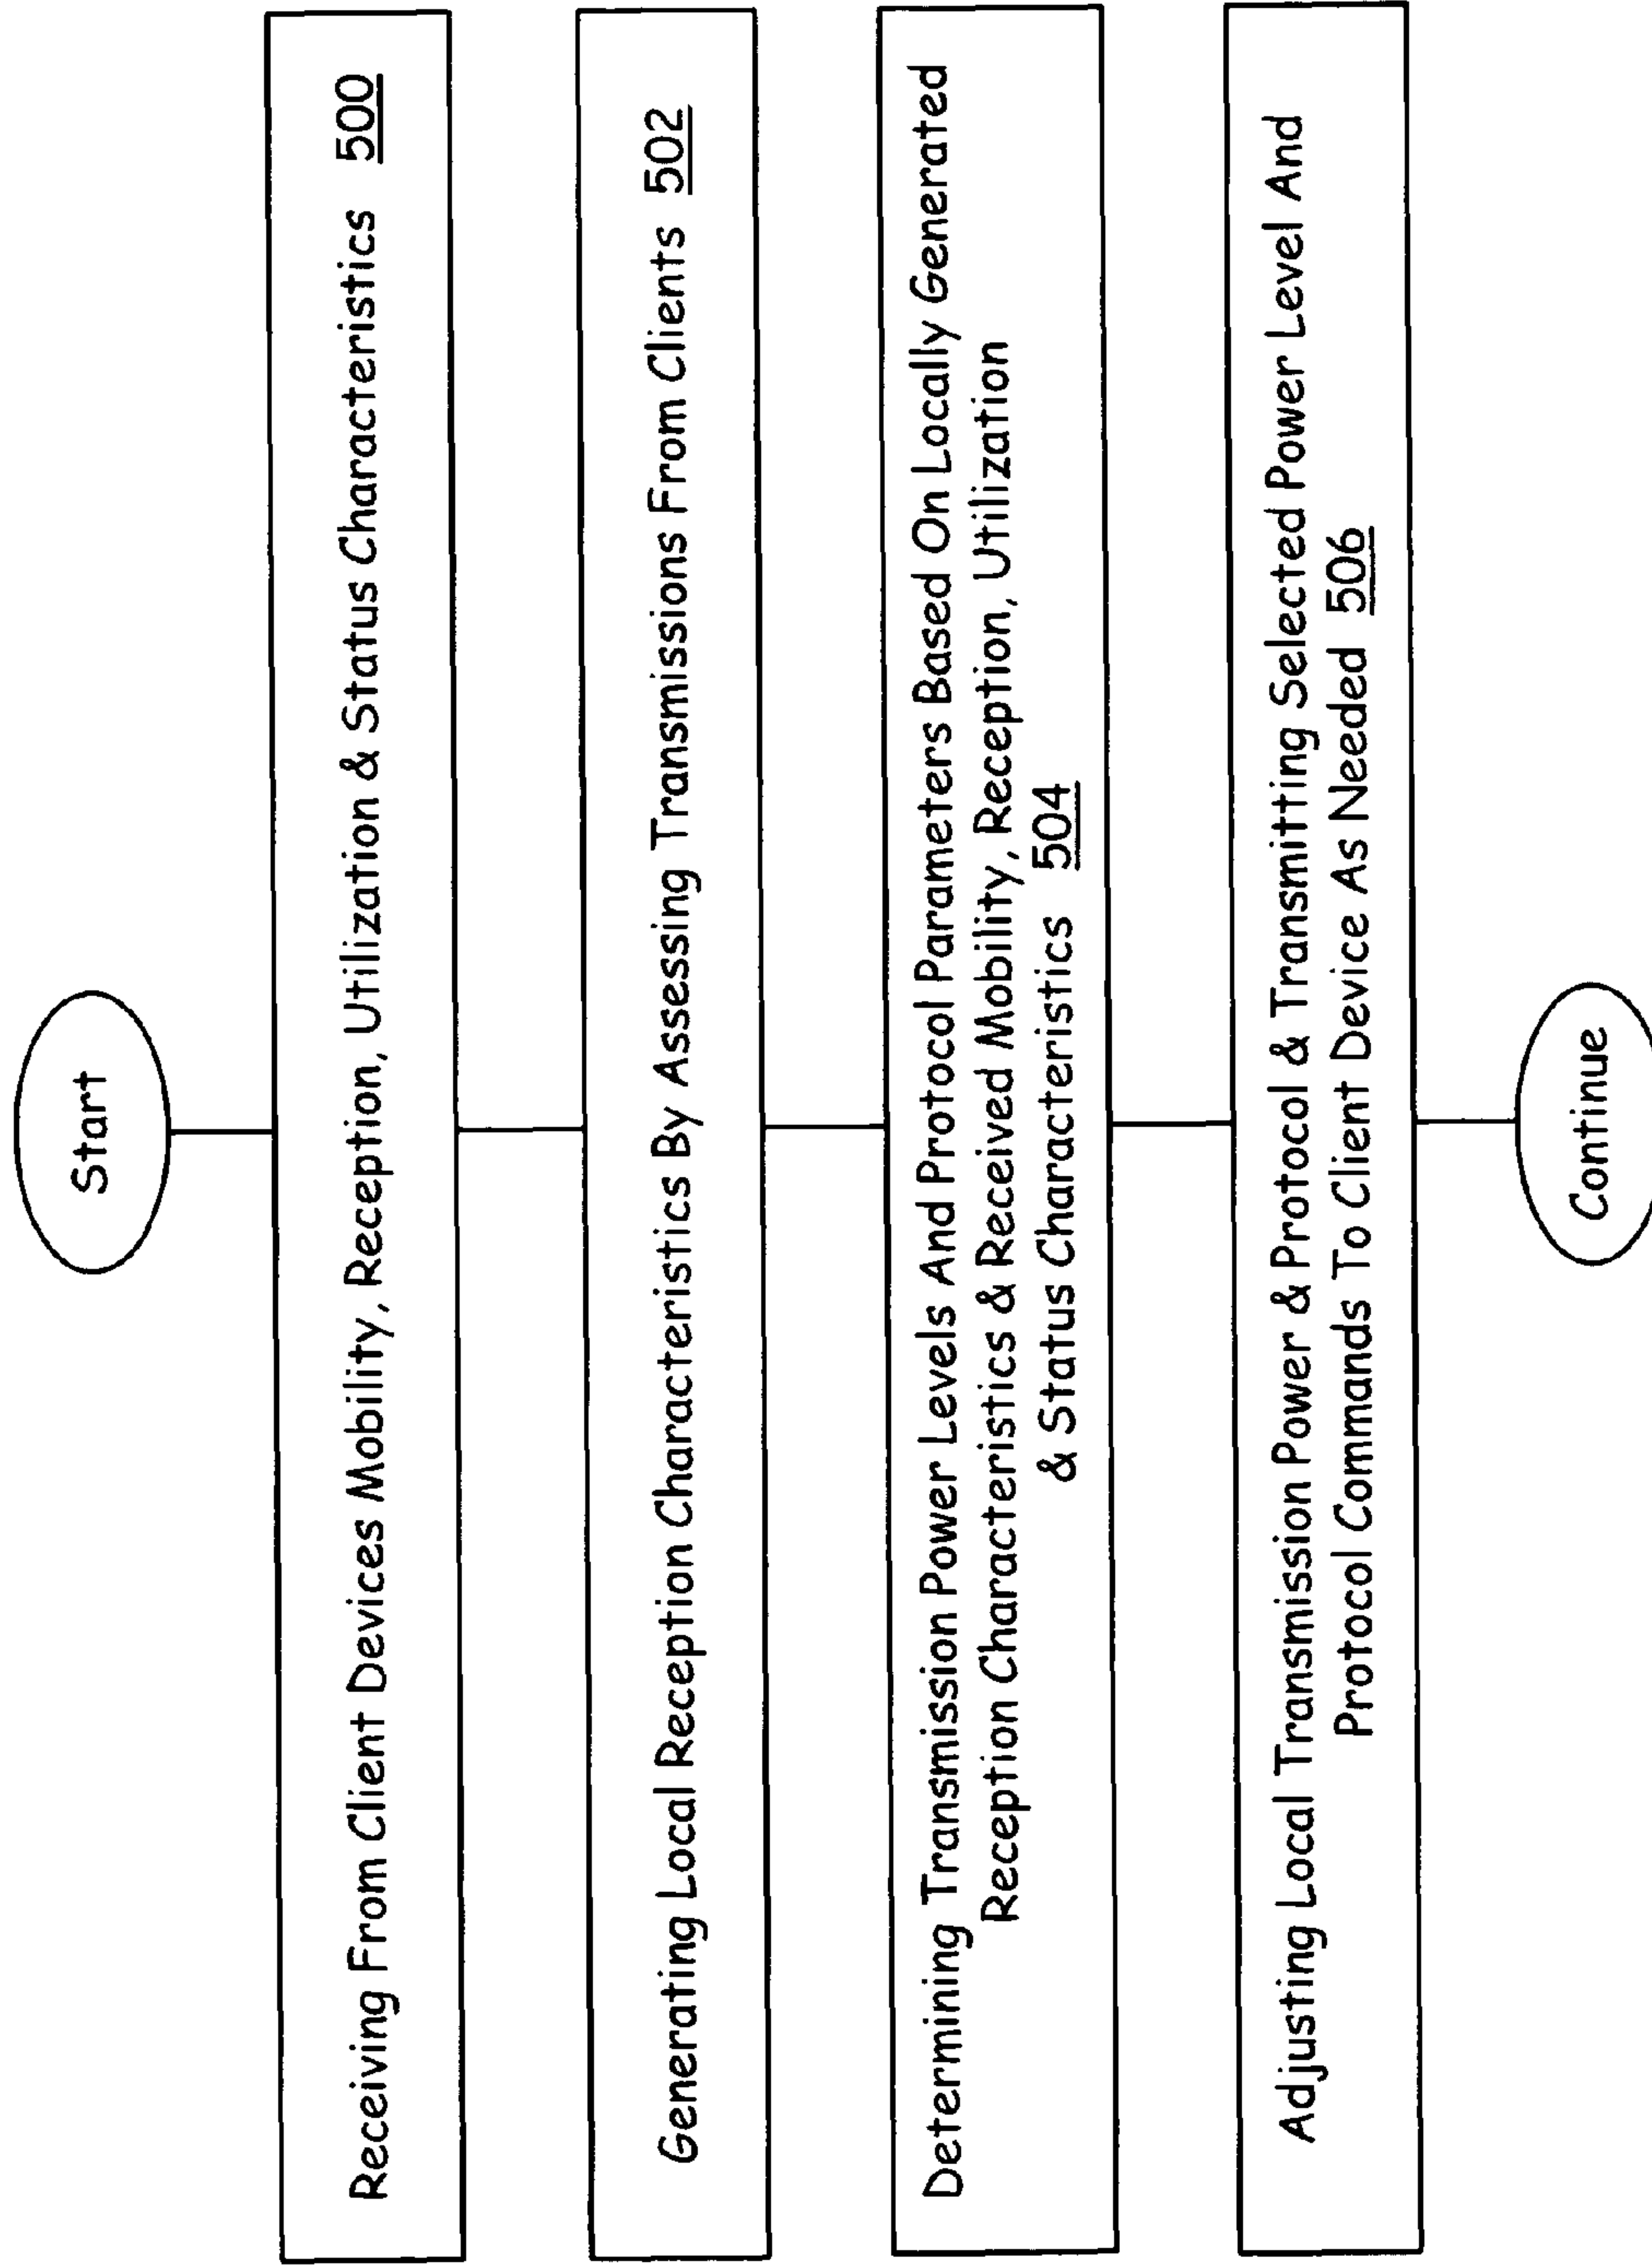 Start
Receiving From Client Devices Mobility, Reception, Utilization & Status Characteristics 500
Generating Local Reception Characteristics By Assessing Transmissions From Clients 502
Determining Transmission Power Levels And Protocol Parameters Based On Locally Generated
Reception Characteristics & Received Mobility, Reception, Utilization
& Status Characteristics 504
Adjusting Local Transmission Power & Protocol & Transmitting Selected Power Level And
Protocol Commands To Client Device As Needed 506
Continue